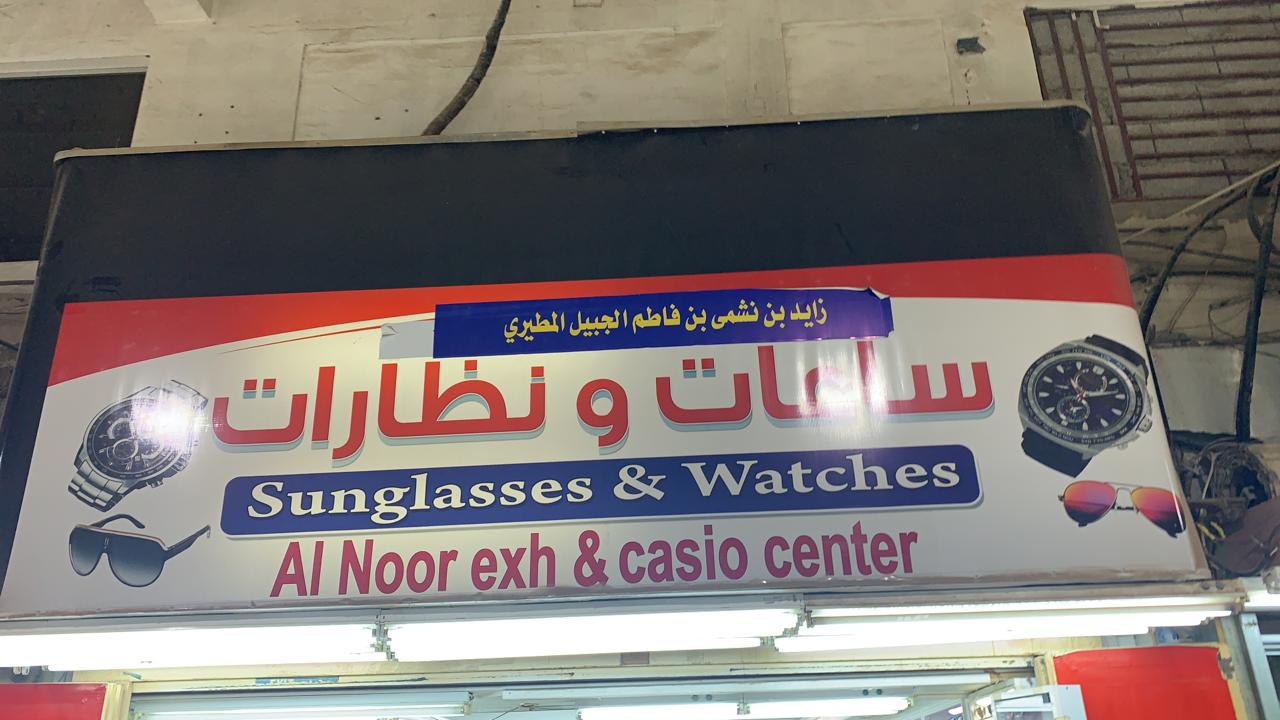 زايد بن نشمى بن فاطم الجبيل المطيري
ساعات و نظارات
Sunglasses & Watches
Al Noor exh & casio center